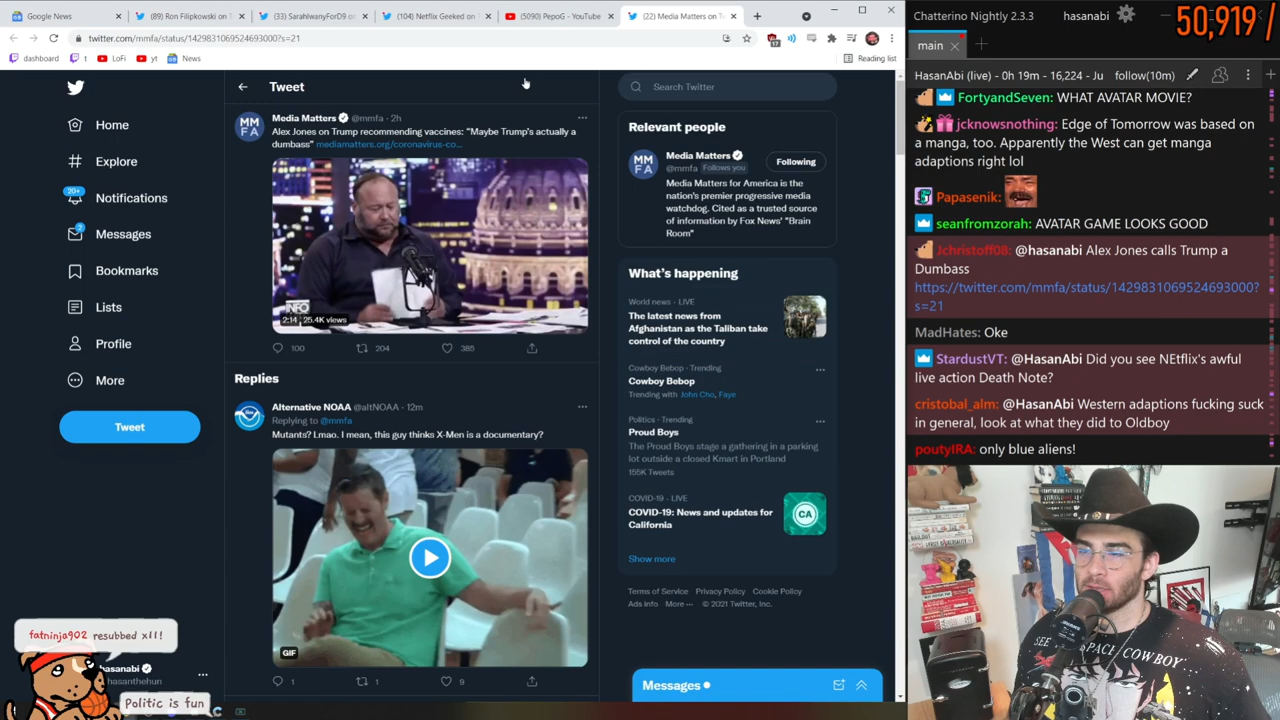 Google News
(89) Ron Filipkowski on T
(33) SarahIwanyForD9 on
(104) Netflix Geeked on T
(5090) PepoG - YouTube
(22) Media Matters on T
twitter.com/mmfa/status/1429831069524693000?s=21
17
dashboard
t
LoFi
yt
News
Reading list
Home
Explore
20+
Notifications
2
Messages
Bookmarks
Lists
Profile
More
Tweet
hasanabi
hasanthehun
fatninja902 resubbed x11!
Politic is fun
Tweet
Media Matters @mmfa · 2h
Alex Jones on Trump recommending vaccines: "Maybe Trump's actually a
dumbass" mediamatters.org/coronavirus-co...
MM
FA
INFO
2:14
25.4K views
100
204
385
Replies
Alternative NOAA @altNOAA · 12m
Replying to @mmfa
Mutants? Lmao. I mean, this guy thinks X-Men is a documentary?
GIF
1
1
9
Search Twitter
Relevant people
MM
FA
Media Matters
@mmfa Follows you
Following
Media Matters for America is the
nation's premier progressive media
watchdog. Cited as a trusted source
of information by Fox News' "Brain
Room"
What's happening
World news · LIVE
The latest news from
Afghanistan as the Taliban take
control of the country
Cowboy Bebop · Trending
Cowboy Bebop
Trending with John Cho, Faye
Politics · Trending
Proud Boys
The Proud Boys stage a gathering in a parking
lot outside a closed Kmart in Portland
155K Tweets
COVID-19 · LIVE
COVID-19: News and updates for
California
CA
Show more
Terms of Service Privacy Policy Cookie Policy
Ads info More ··· © 2021 Twitter, Inc.
Messages
Chatterino Nightly 2.3.3
hasanabi
50,919 /
main
HasanAbi (live) - 0h 19m - 16,224 - Ju
follow(10m)
FortyandSeven: WHAT AVATAR MOVIE?
jcknowsnothing: Edge of Tomorrow was based on
a manga, too. Apparently the West can get manga
adaptions right lol
Papasenik:
seanfromzorah: AVATAR GAME LOOKS GOOD
Jchristoff08: @hasanabi Alex Jones calls Trump a
Dumbass
https://twitter.com/mmfa/status/1429831069524693000?
s=21
MadHates: Oke
StardustVT: @HasanAbi Did you see NEtflix's awful
live action Death Note?
cristobal_alm: @HasanAbi Western adaptions fucking suck
in general, look at what they did to Oldboy
poutyIRA: only blue aliens!
SEE
SPACE COWBOY